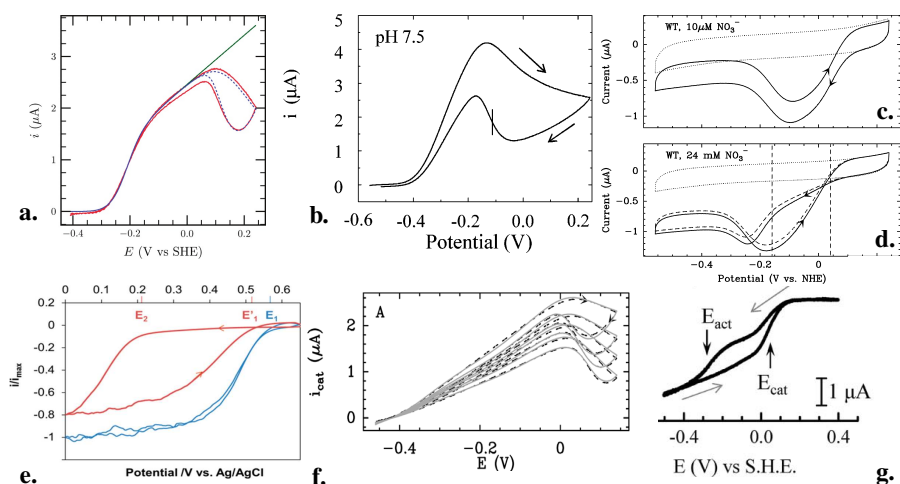 3
2
1
0
i (μA)
−0.4
−0.2
0.0
0.2
E (V vs SHE)
a.
pH 7.5
5
4
3
2
1
0
i (μA)
-0.6
-0.4
-0.2
0.0
0.2
Potential (V)
b.
WT, 10μM NO₃⁻
0
−0.5
−1
Current (μA)
c.
WT, 24 mM NO₃⁻
0
−0.5
−1
Current (μA)
−0.4
−0.2
0
Potential (V vs. NHE)
d.
0
0.1
0.2
0.3
0.4
0.5
0.6
E₂
E'₁
E₁
0.2
0
-0.2
-0.4
-0.6
-0.8
-1
i/iₘₐₓ
Potential /V vs. Ag/AgCl
e.
A
2
1
0
i_cat (μA)
−0.4
−0.2
0
E (V)
f.
E_act
E_cat
1 μA
-0.4
0.0
0.4
E (V) vs S.H.E.
g.